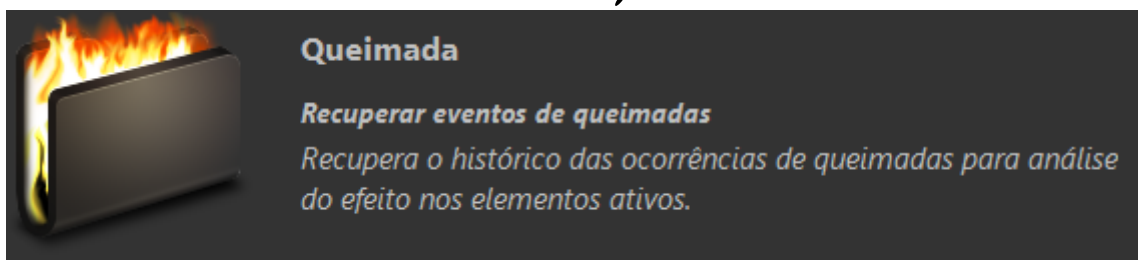 Queimada
Recuperar eventos de queimadas
Recupera o histórico das ocorrências de queimadas para análise
do efeito nos elementos ativos.